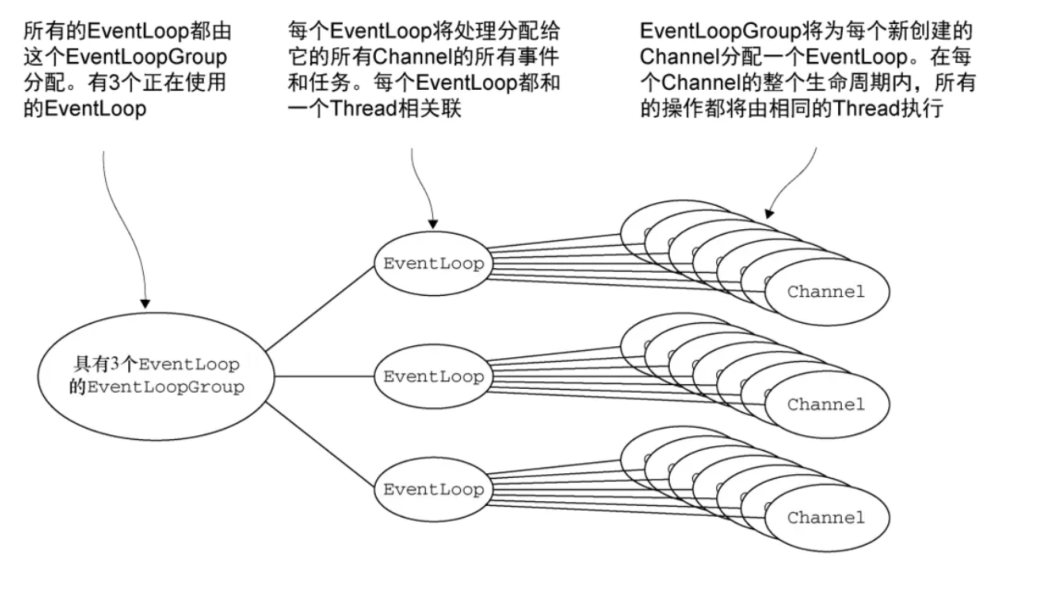 所有的EventLoop都由
这个EventLoopGroup
分配。有3个正在使用
的EventLoop
每个EventLoop将处理分配给
它的所有Channel的所有事件
和任务。每个EventLoop都和
一个Thread相关联
EventLoopGroup将为每个新创建的
Channel分配一个EventLoop。在每
个Channel的整个生命周期内，所有
的操作都将由相同的Thread执行
EventLoop
Channel
具有3个EventLoop
的EventLoopGroup
EventLoop
Channel
EventLoop
Channel